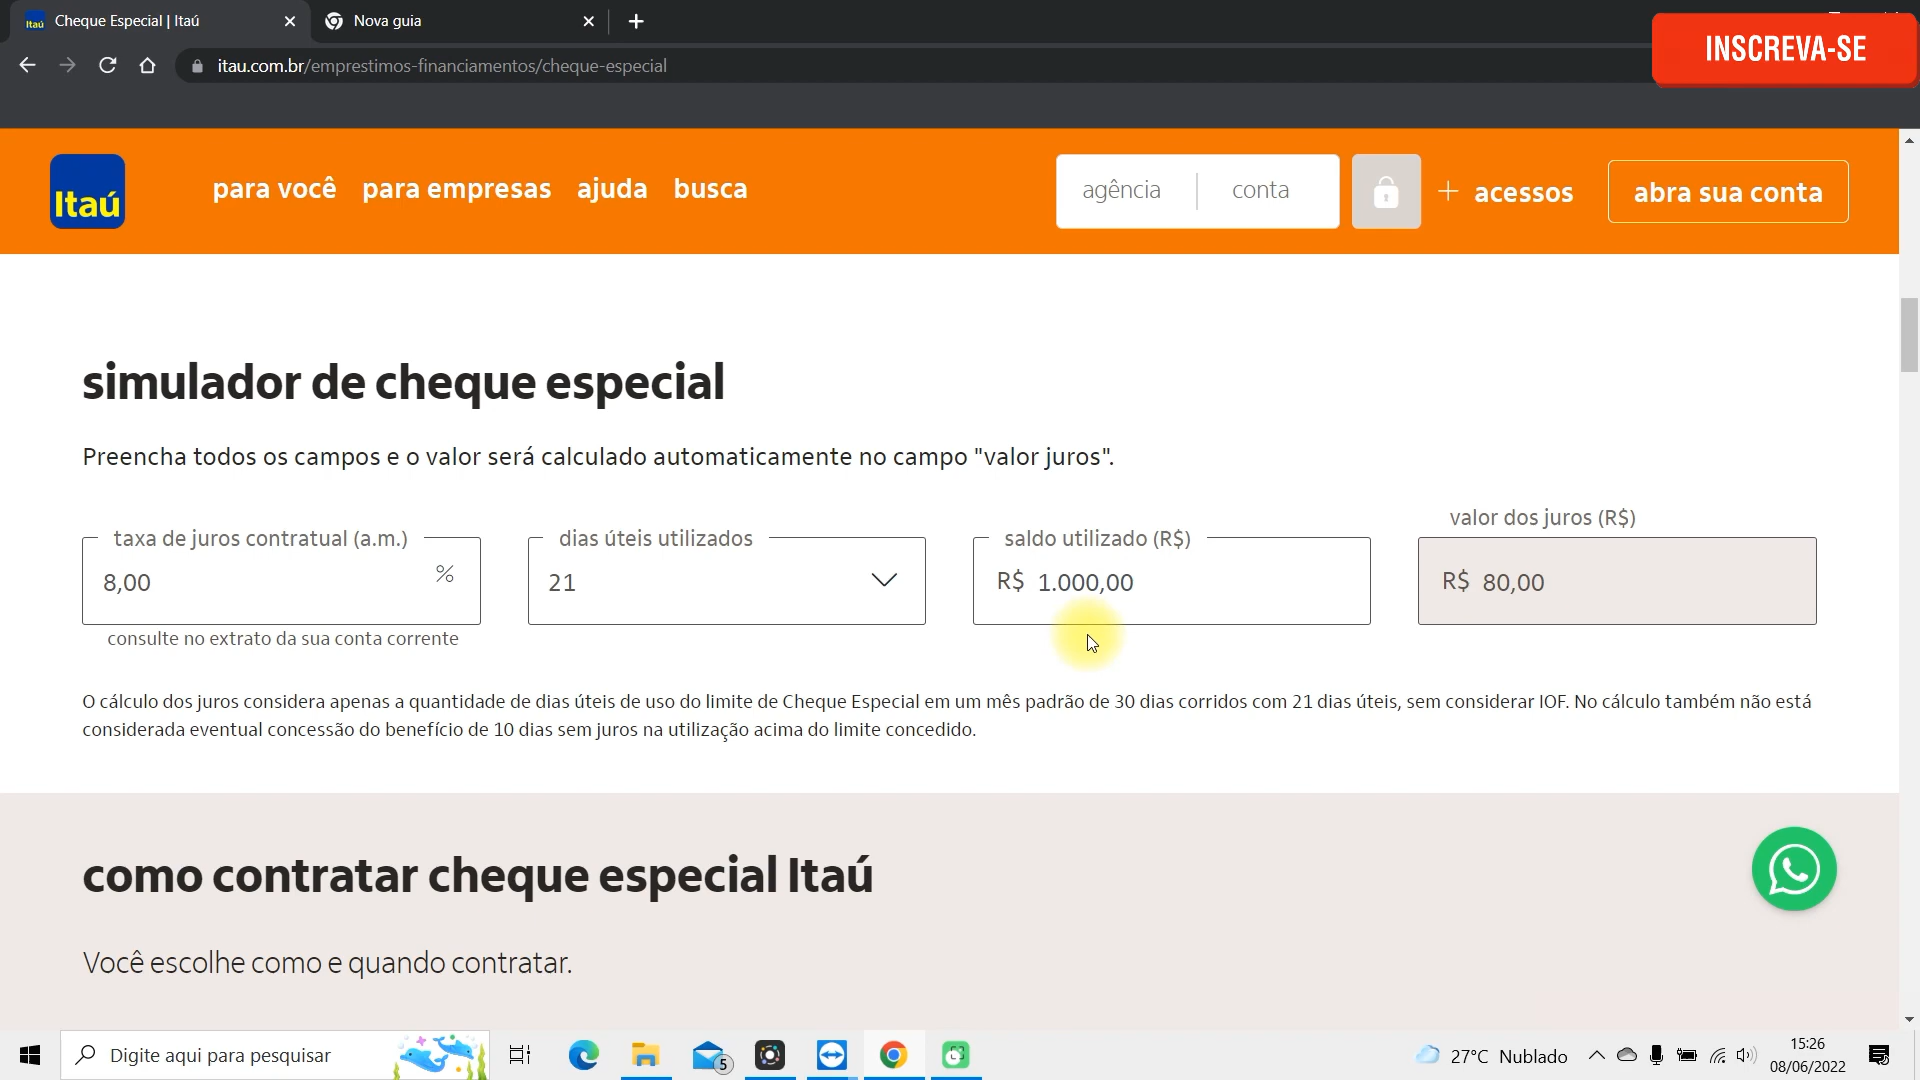 Cheque Especial | Itaú
Nova guia
INSCREVA-SE
itau.com.br/emprestimos-financiamentos/cheque-especial
Itaú
para você
para empresas
ajuda
busca
agência
conta
+ acessos
abra sua conta
simulador de cheque especial
Preencha todos os campos e o valor será calculado automaticamente no campo "valor juros".
taxa de juros contratual (a.m.)
8,00
%
consulte no extrato da sua conta corrente
dias úteis utilizados
21
saldo utilizado (R$)
R$ 1.000,00
valor dos juros (R$)
R$ 80,00
O cálculo dos juros considera apenas a quantidade de dias úteis de uso do limite de Cheque Especial em um mês padrão de 30 dias corridos com 21 dias úteis, sem considerar IOF. No cálculo também não está
considerada eventual concessão do benefício de 10 dias sem juros na utilização acima do limite concedido.
como contratar cheque especial Itaú
Você escolhe como e quando contratar.
Digite aqui para pesquisar
5
27°C Nublado
15:26
08/06/2022